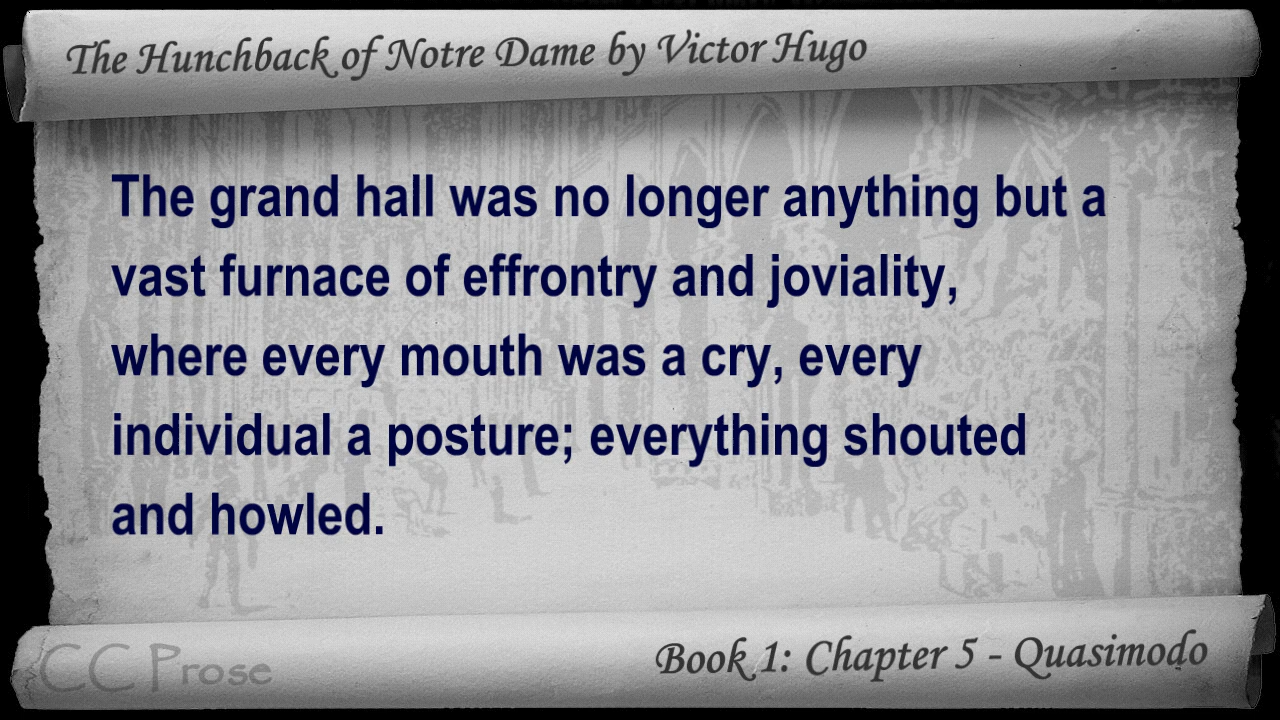 The Hunchback of Notre Dame by Victor Hugo
The grand hall was no longer anything but a
vast furnace of effrontry and joviality,
where every mouth was a cry, every
individual a posture; everything shouted
and howled.
CC Prose
Book 1: Chapter 5 - Quasimodo